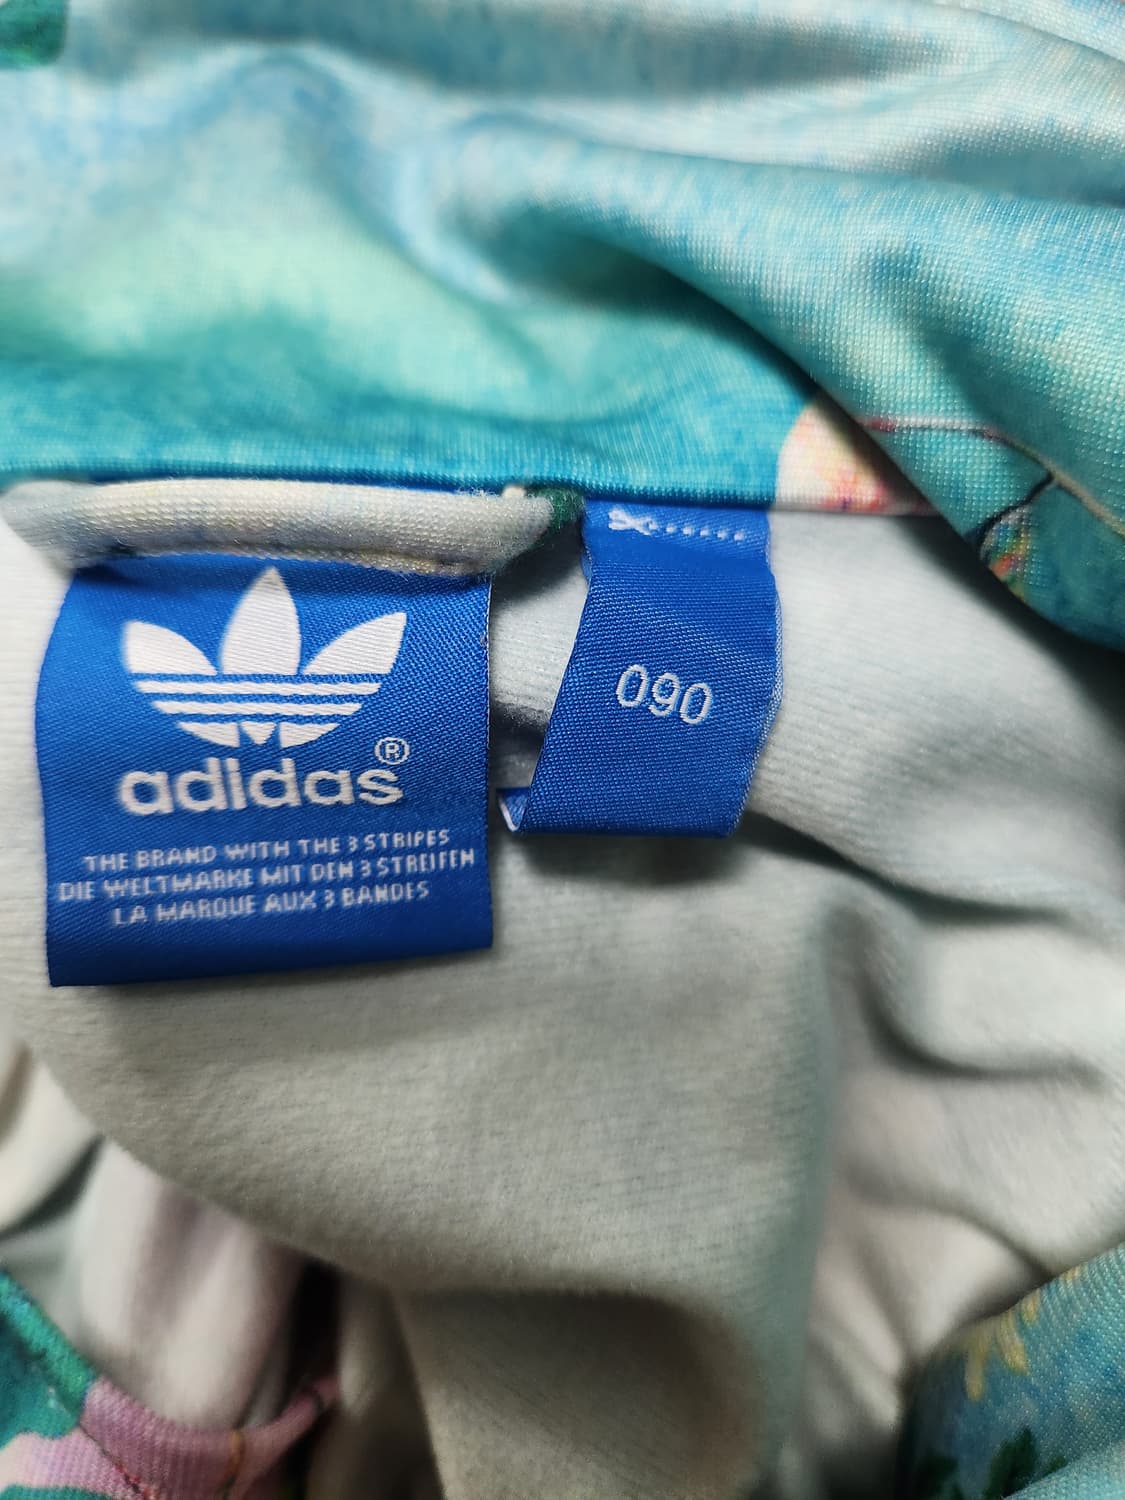 adidas®
THE BRAND WITH THE 3 STRIPES
DIE WELTMARKE MIT DEN 3 STREIFEN
LA MARQUE AUX 3 BANDES
090